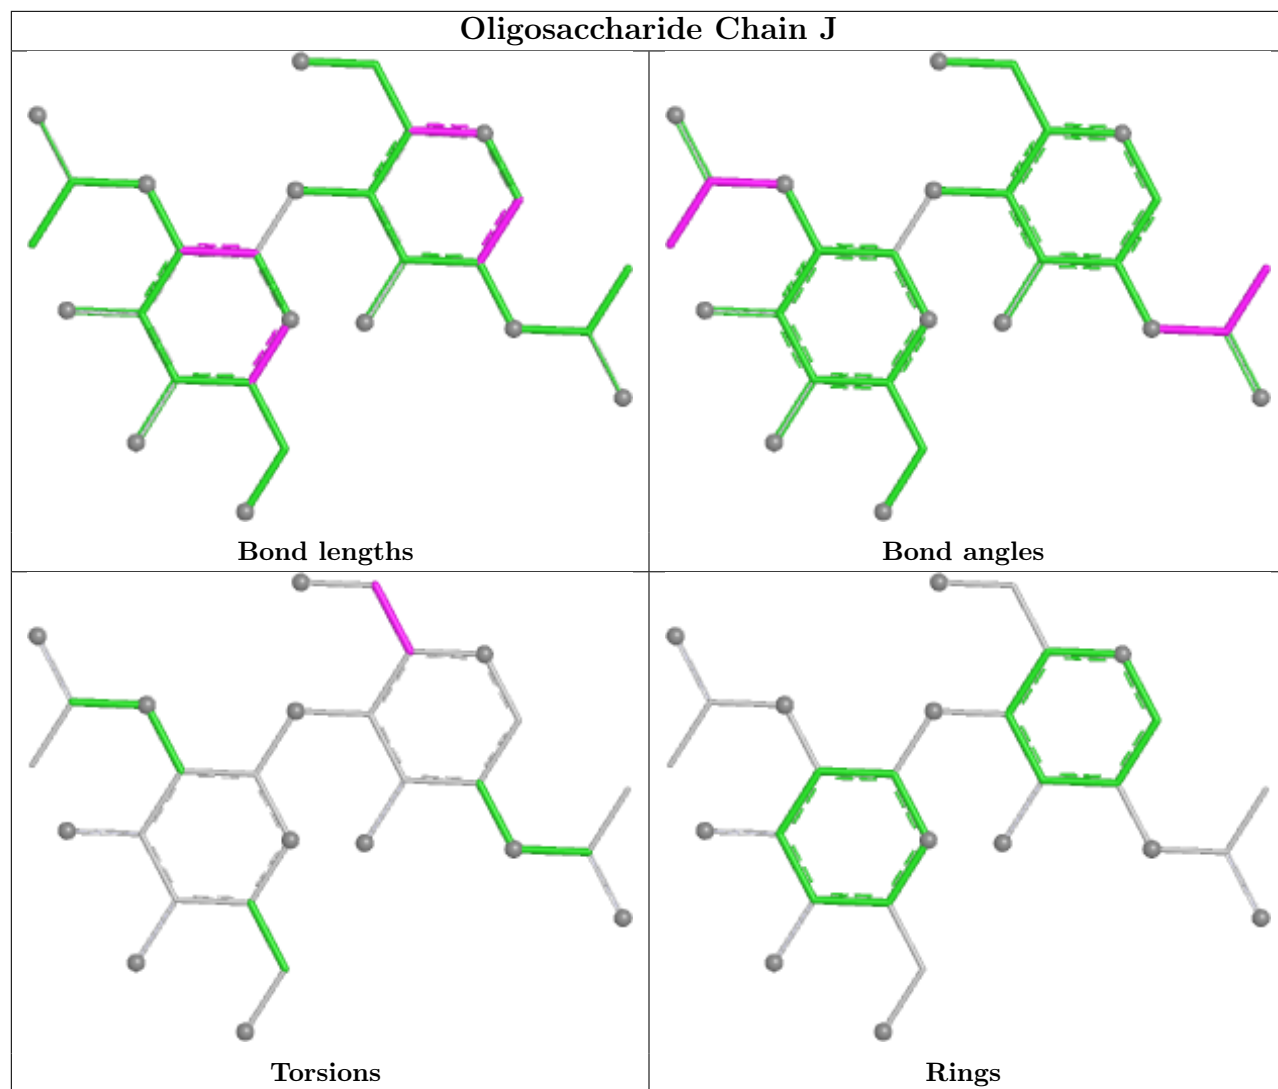 Oligosaccharide Chain J
Bond lengths
Bond angles
Torsions
Rings